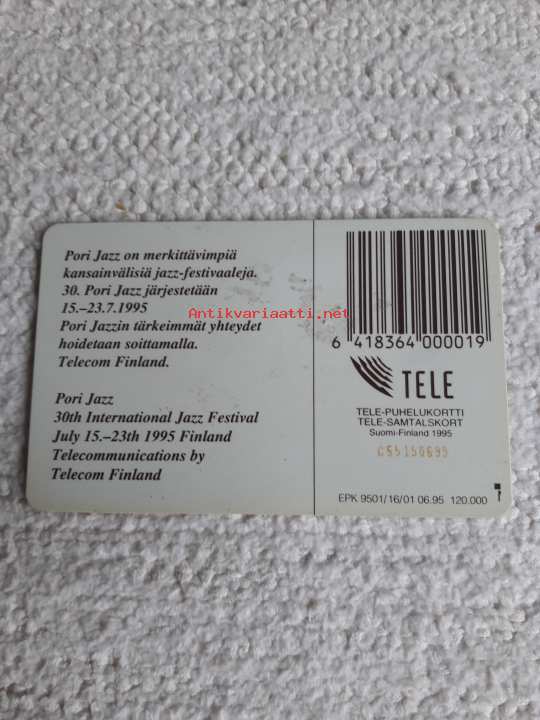 Pori Jazz on merkittävimpiä
kansainvälisiä jazz-festivaaleja.
30. Pori Jazz järjestetään
15.–23.7.1995
Pori Jazzin tärkeimmät yhteydet
hoidetaan soittamalla.
Telecom Finland.
Pori Jazz
30th International Jazz Festival
July 15.–23th 1995 Finland
Telecommunications by
Telecom Finland
Antikvariaatti.net
6 418364 000019
TELE
TELE-PUHELUKORTTI
TELE-SAMTALSKORT
Suomi-Finland 1995
EPK 9501/16/01 06.95 120.000